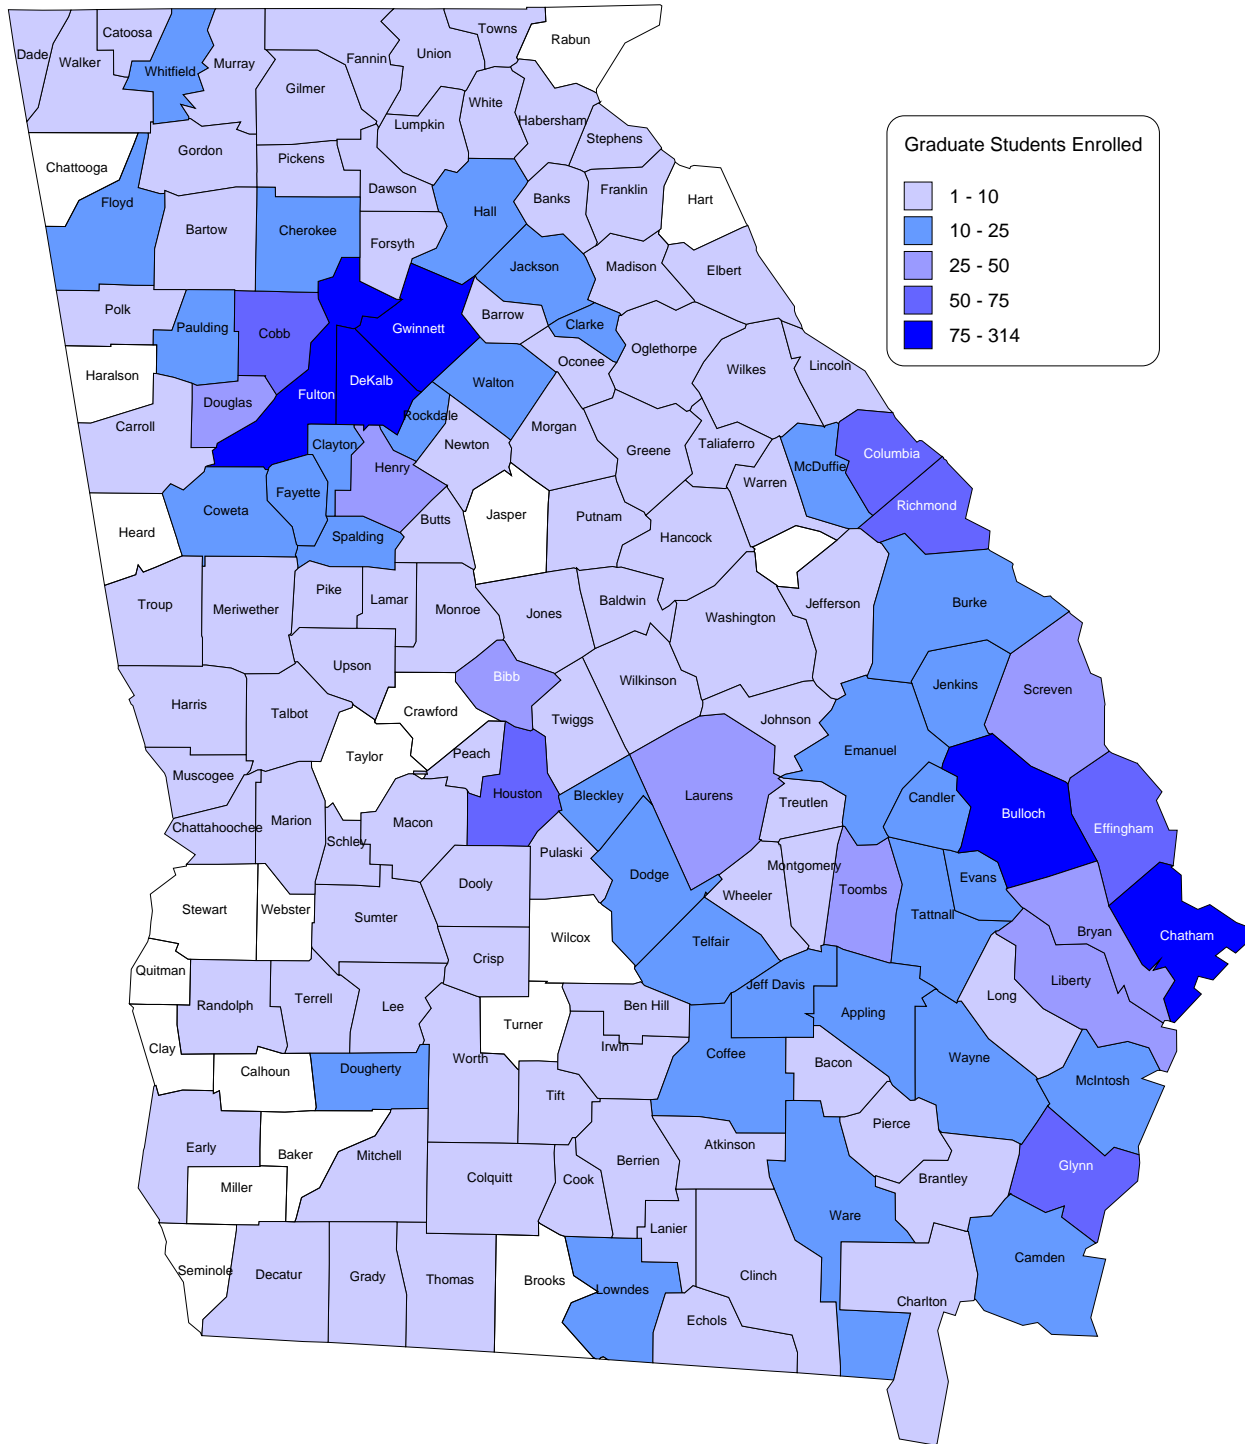 Towns
Rabun
Catoosa
Dade
Walker
Whitfield
Murray
Fannin
Union
Gilmer
White
Habersham
Lumpkin
Stephens
Graduate Students Enrolled
1 - 10
10 - 25
25 - 50
50 - 75
75 - 314
Chattooga
Gordon
Pickens
Dawson
Banks
Franklin
Hart
Floyd
Bartow
Cherokee
Hall
Forsyth
Jackson
Madison
Elbert
Polk
Paulding
Cobb
Gwinnett
Barrow
Clarke
Oglethorpe
Oconee
Wilkes
Lincoln
Haralson
Douglas
Fulton
DeKalb
Walton
Rockdale
Carroll
Clayton
Newton
Morgan
Greene
Taliaferro
Columbia
McDuffie
Henry
Warren
Fayette
Coweta
Richmond
Heard
Spalding
Butts
Jasper
Putnam
Hancock
Troup
Meriwether
Pike
Lamar
Monroe
Jones
Baldwin
Washington
Jefferson
Burke
Upson
Bibb
Wilkinson
Jenkins
Screven
Harris
Talbot
Crawford
Twiggs
Johnson
Taylor
Peach
Emanuel
Muscogee
Houston
Bleckley
Laurens
Treutlen
Candler
Bulloch
Effingham
Chattahoochee
Marion
Schley
Macon
Pulaski
Dooly
Dodge
Montgomery
Wheeler
Toombs
Evans
Tattnall
Stewart
Webster
Sumter
Wilcox
Telfair
Bryan
Chatham
Quitman
Crisp
Randolph
Terrell
Lee
Jeff Davis
Liberty
Long
Ben Hill
Appling
Turner
Irwin
Clay
Calhoun
Dougherty
Worth
Coffee
Bacon
Wayne
McIntosh
Tift
Pierce
Early
Baker
Mitchell
Atkinson
Berrien
Miller
Colquitt
Cook
Brantley
Glynn
Ware
Lanier
Camden
Seminole
Decatur
Grady
Thomas
Brooks
Lowndes
Clinch
Charlton
Echols